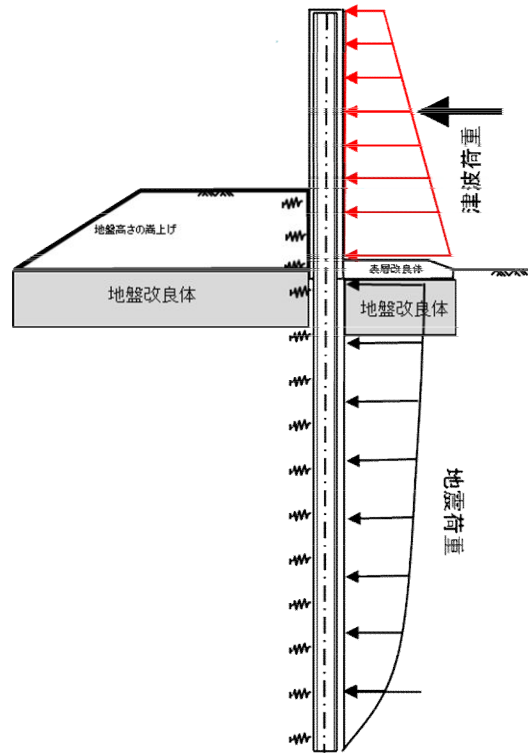 津波荷重
地盤高さの嵩上げ
表層改良体
地盤改良体
地盤改良体
地震荷重